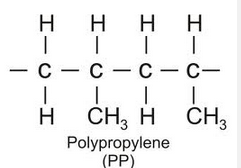 H H H H
— C — C — C — C —
H CH₃ H CH₃
Polypropylene
(PP)